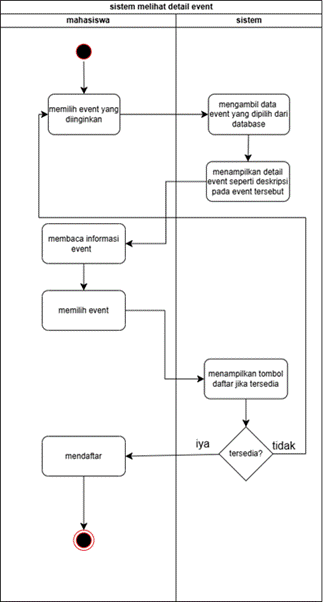 sistem melihat detail event
mahasiswa
sistem
memilih event yang
diinginkan
mengambil data
event yang dipilih dari
database
menampilkan detail
event seperti deskripsi
pada event tersebut
membaca informasi
event
memilih event
menampilkan tombol
daftar jika tersedia
tersedia?
iya
tidak
mendaftar